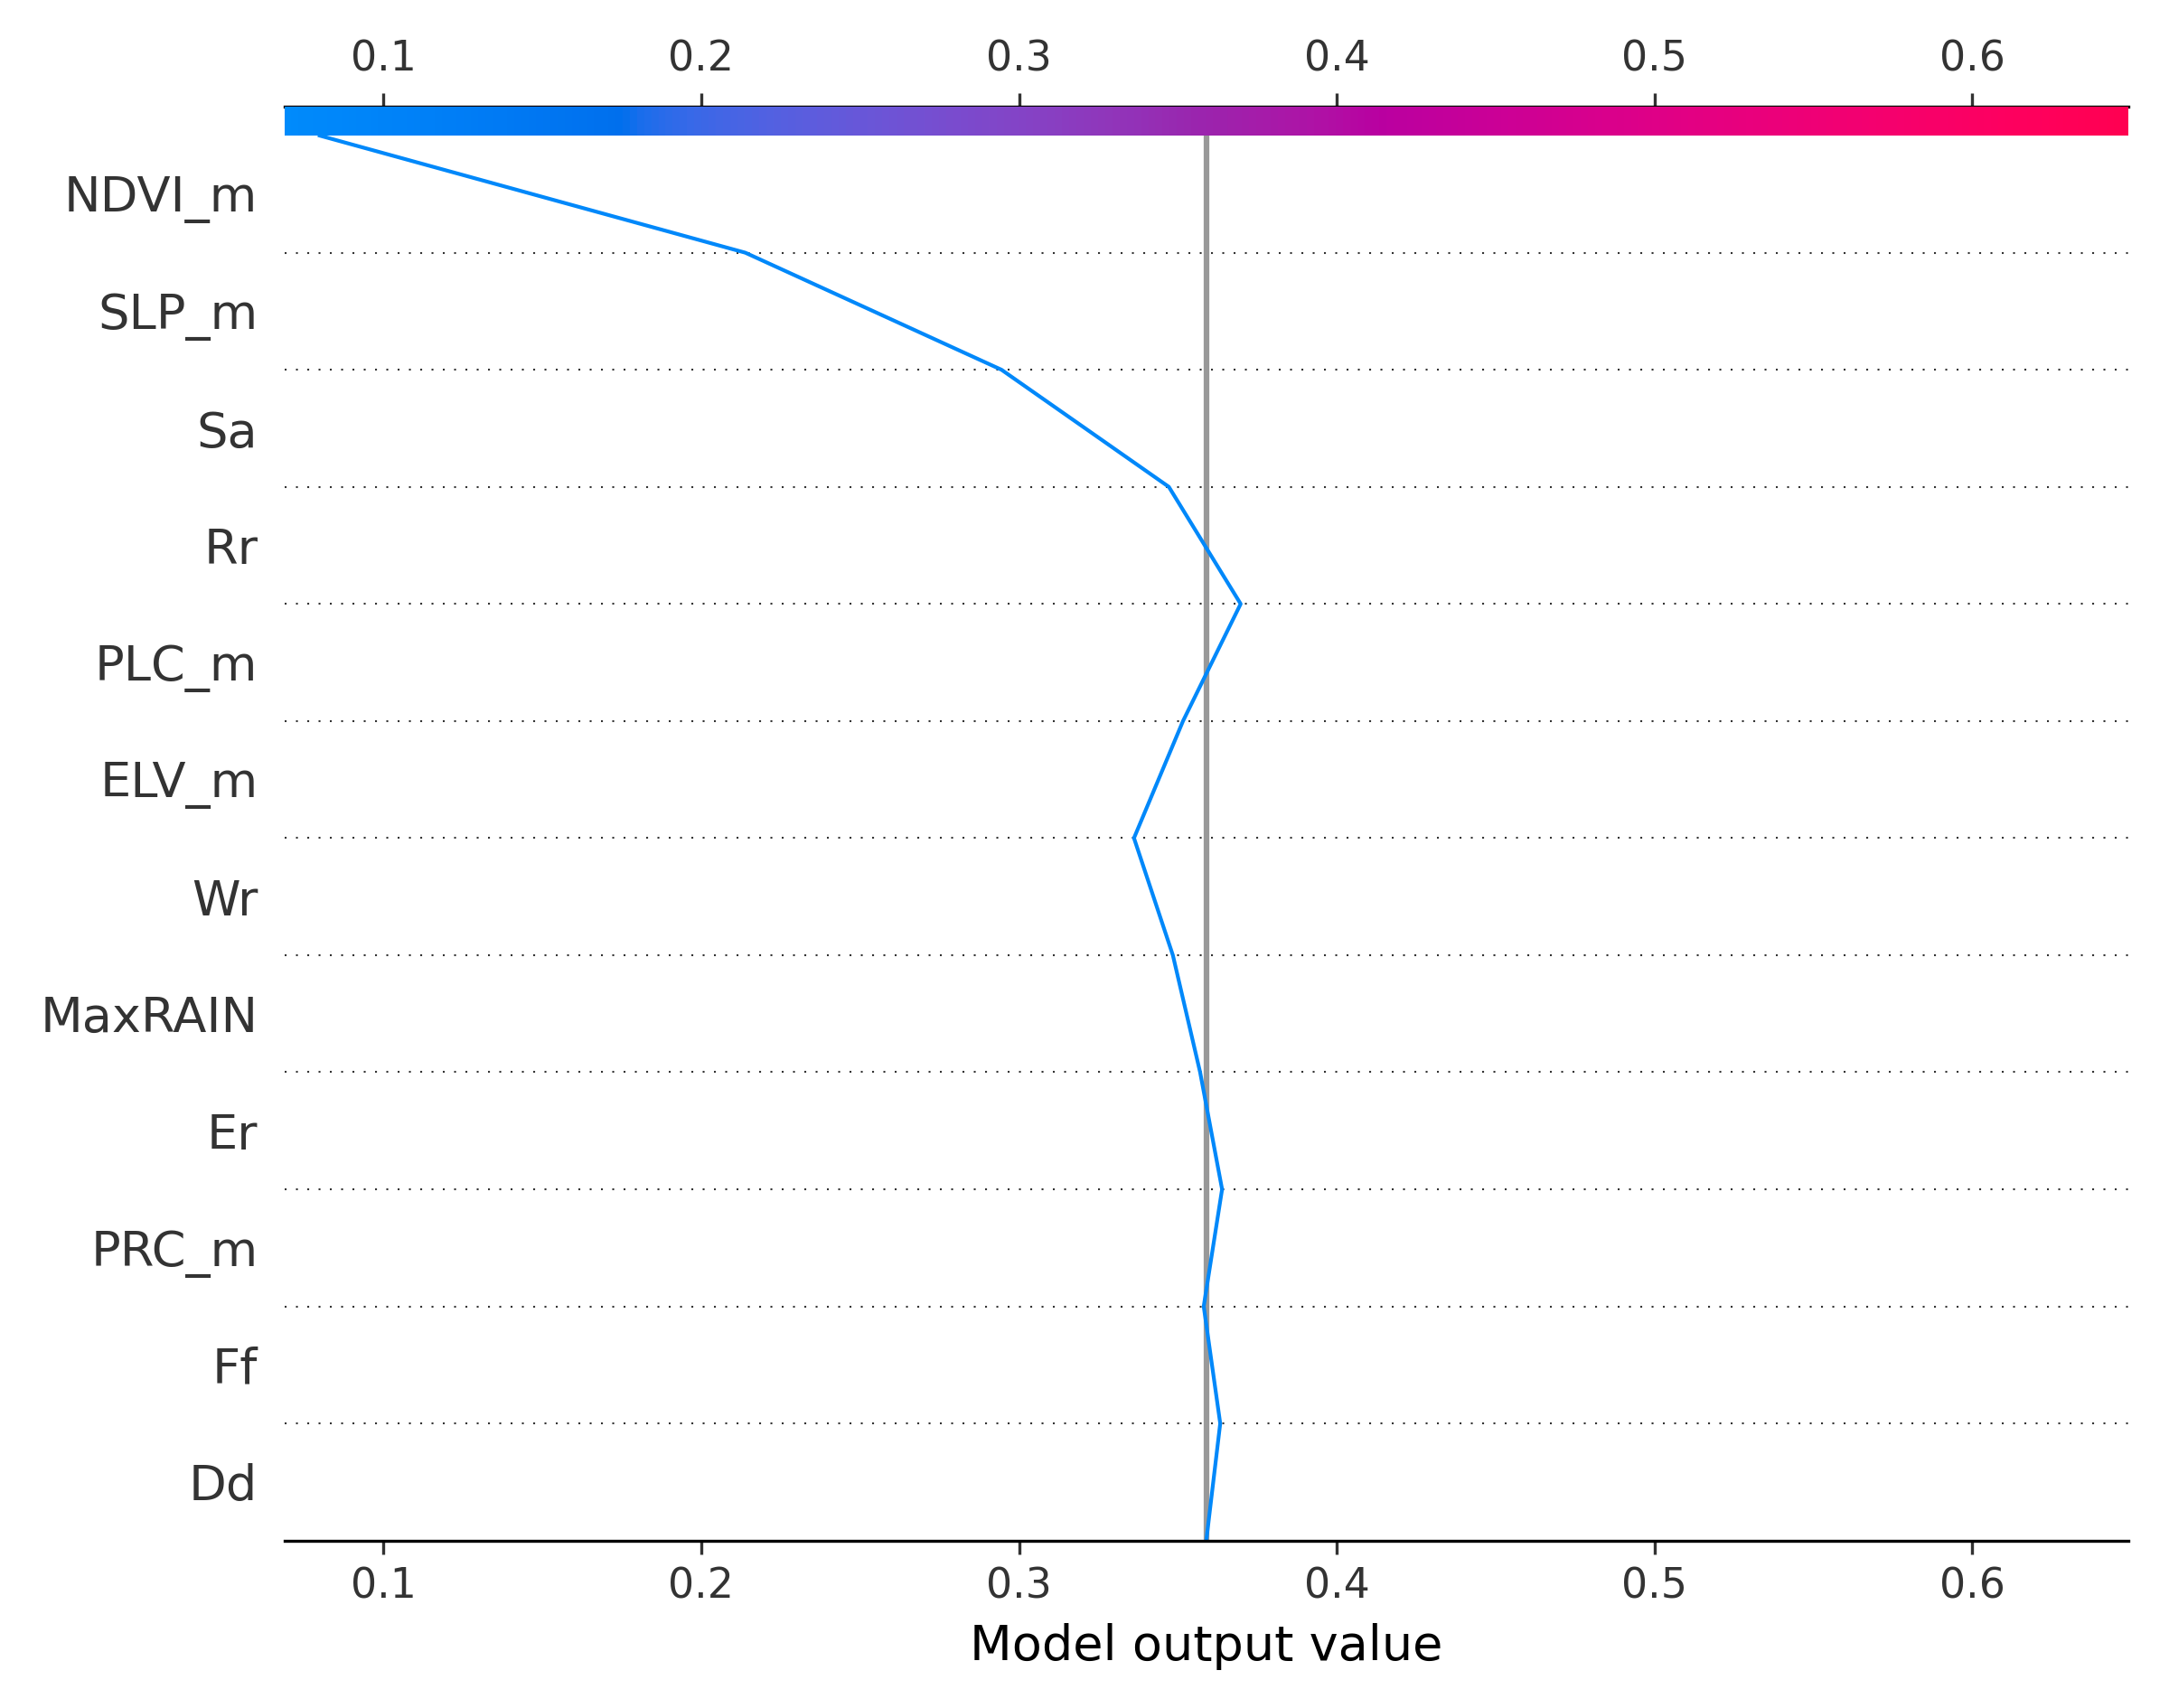 0.1 0.2 0.3 0.4 0.5 0.6
NDVI_m
SLP_m
Sa
Rr
PLC_m
ELV_m
Wr
MaxRAIN
Er
PRC_m
Ff
Dd
0.1 0.2 0.3 0.4 0.5 0.6
Model output value